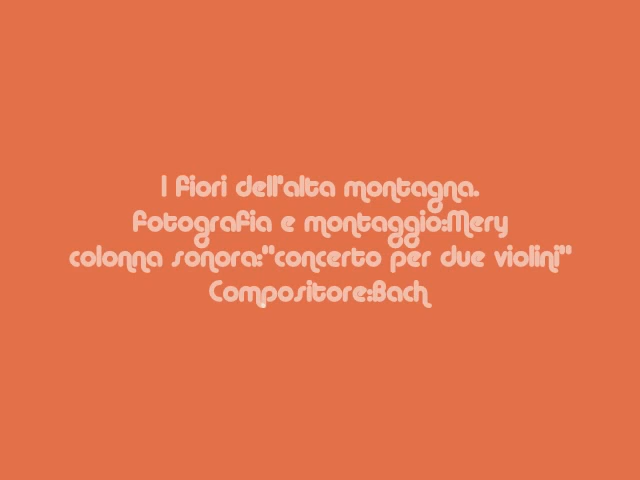 I fiori dell'alta montagna.
fotografia e montaggio:Mery
colonna sonora:"concerto per due violini"
Compositore:Bach